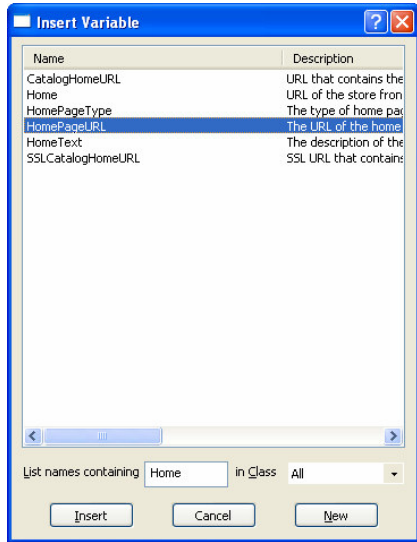 Insert Variable
Name Description
CatalogHomeURL URL that contains the
Home URL of the store fron
HomePageType The type of home pag
HomePageURL The URL of the home
HomeText The description of the
SSLCatalogHomeURL SSL URL that contains
List names containing Home in Class All
Insert Cancel New